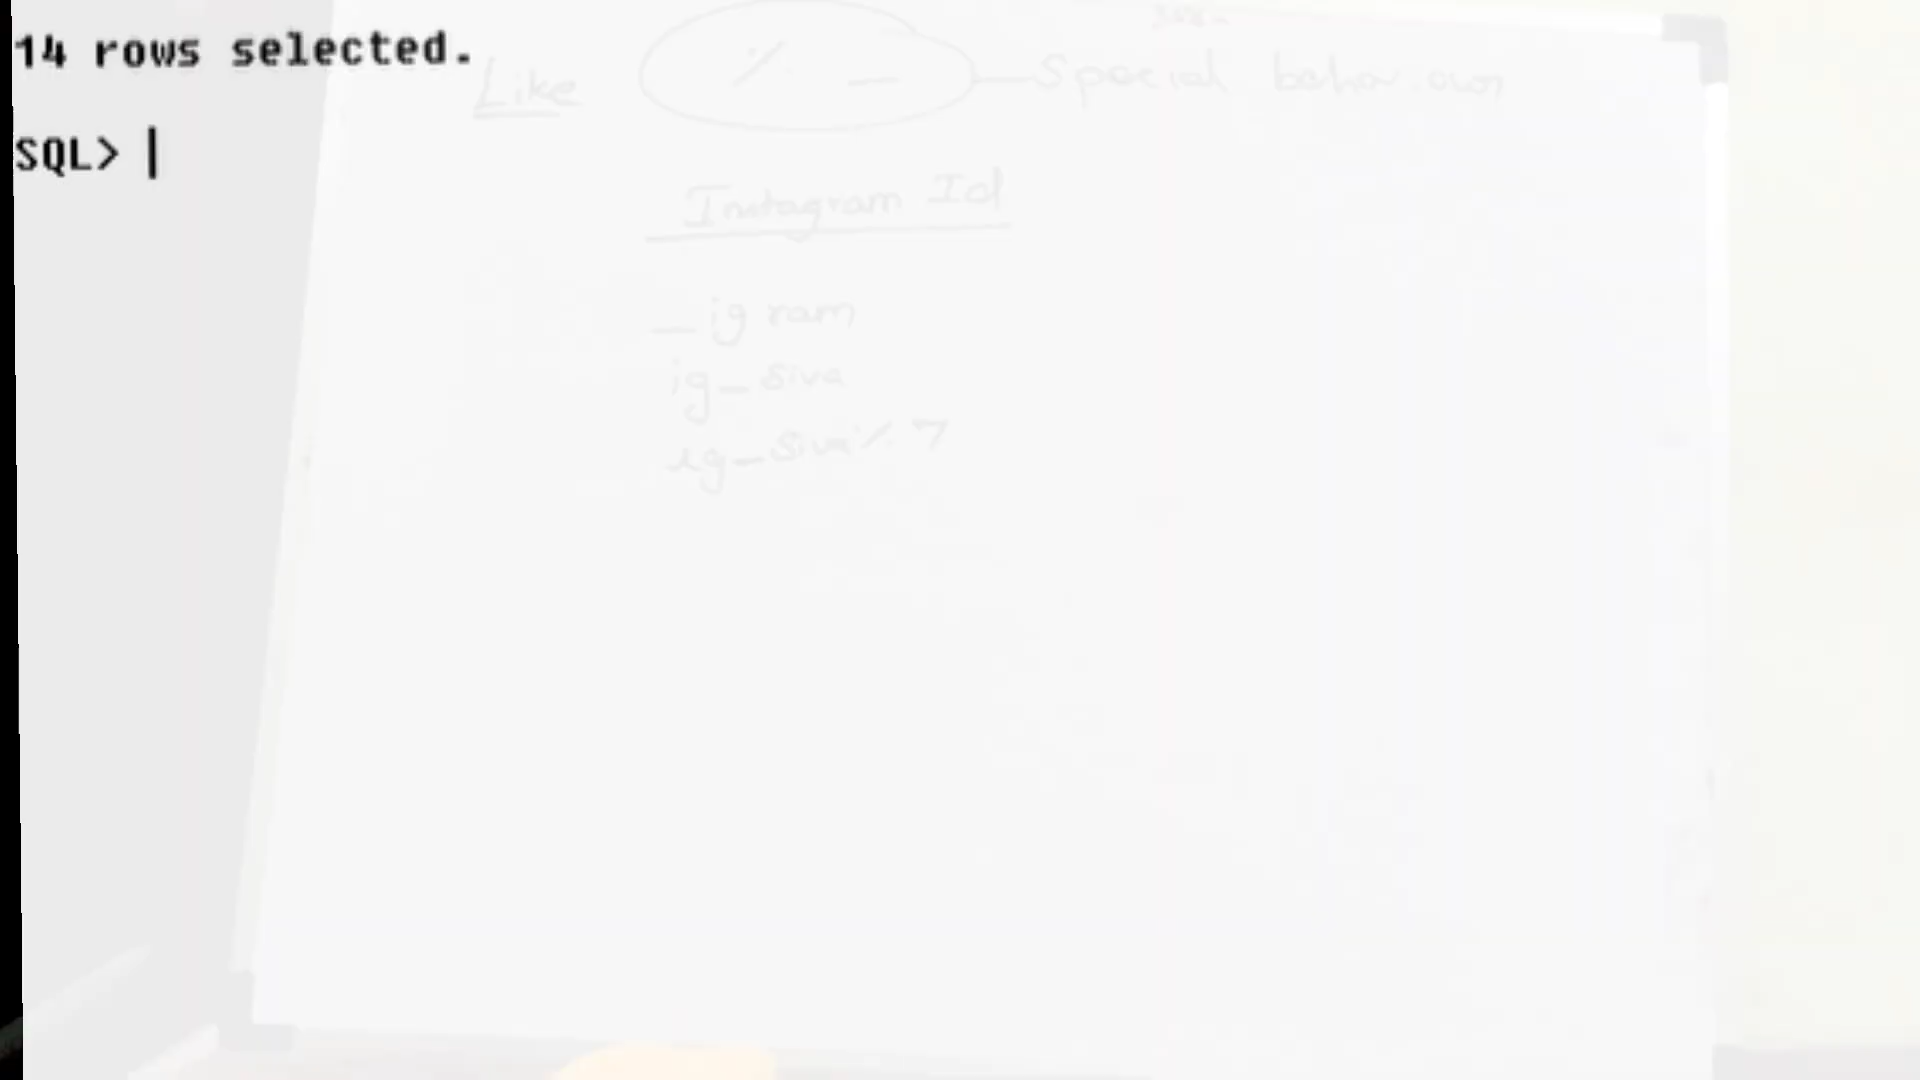 14 rows selected.
SQL>
Like % _ — Special behaviour
Instagram Id
_ig ram
ig_siva
ig_siva%7